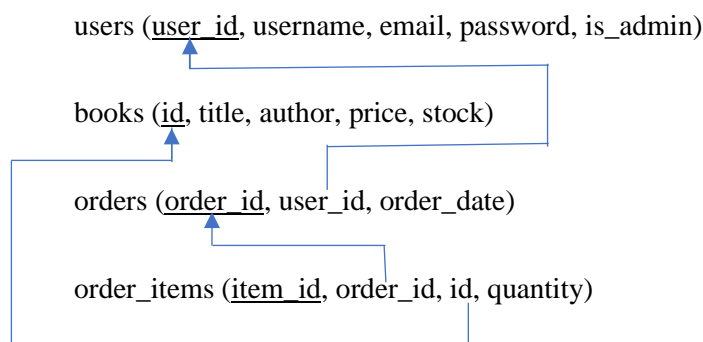 users (user_id, username, email, password, is_admin)
books (id, title, author, price, stock)
orders (order_id, user_id, order_date)
order_items (item_id, order_id, id, quantity)